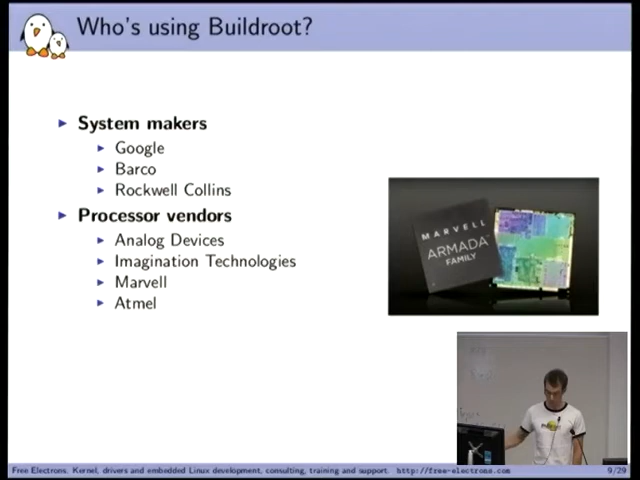 Who's using Buildroot?
System makers
Google
Barco
Rockwell Collins
Processor vendors
Analog Devices
Imagination Technologies
Marvell
Atmel
MARVELL
ARMADA
FAMILY
Free Electrons. Kernel, drivers and embedded Linux development, consulting, training and support. http://free-electrons.com
9/29